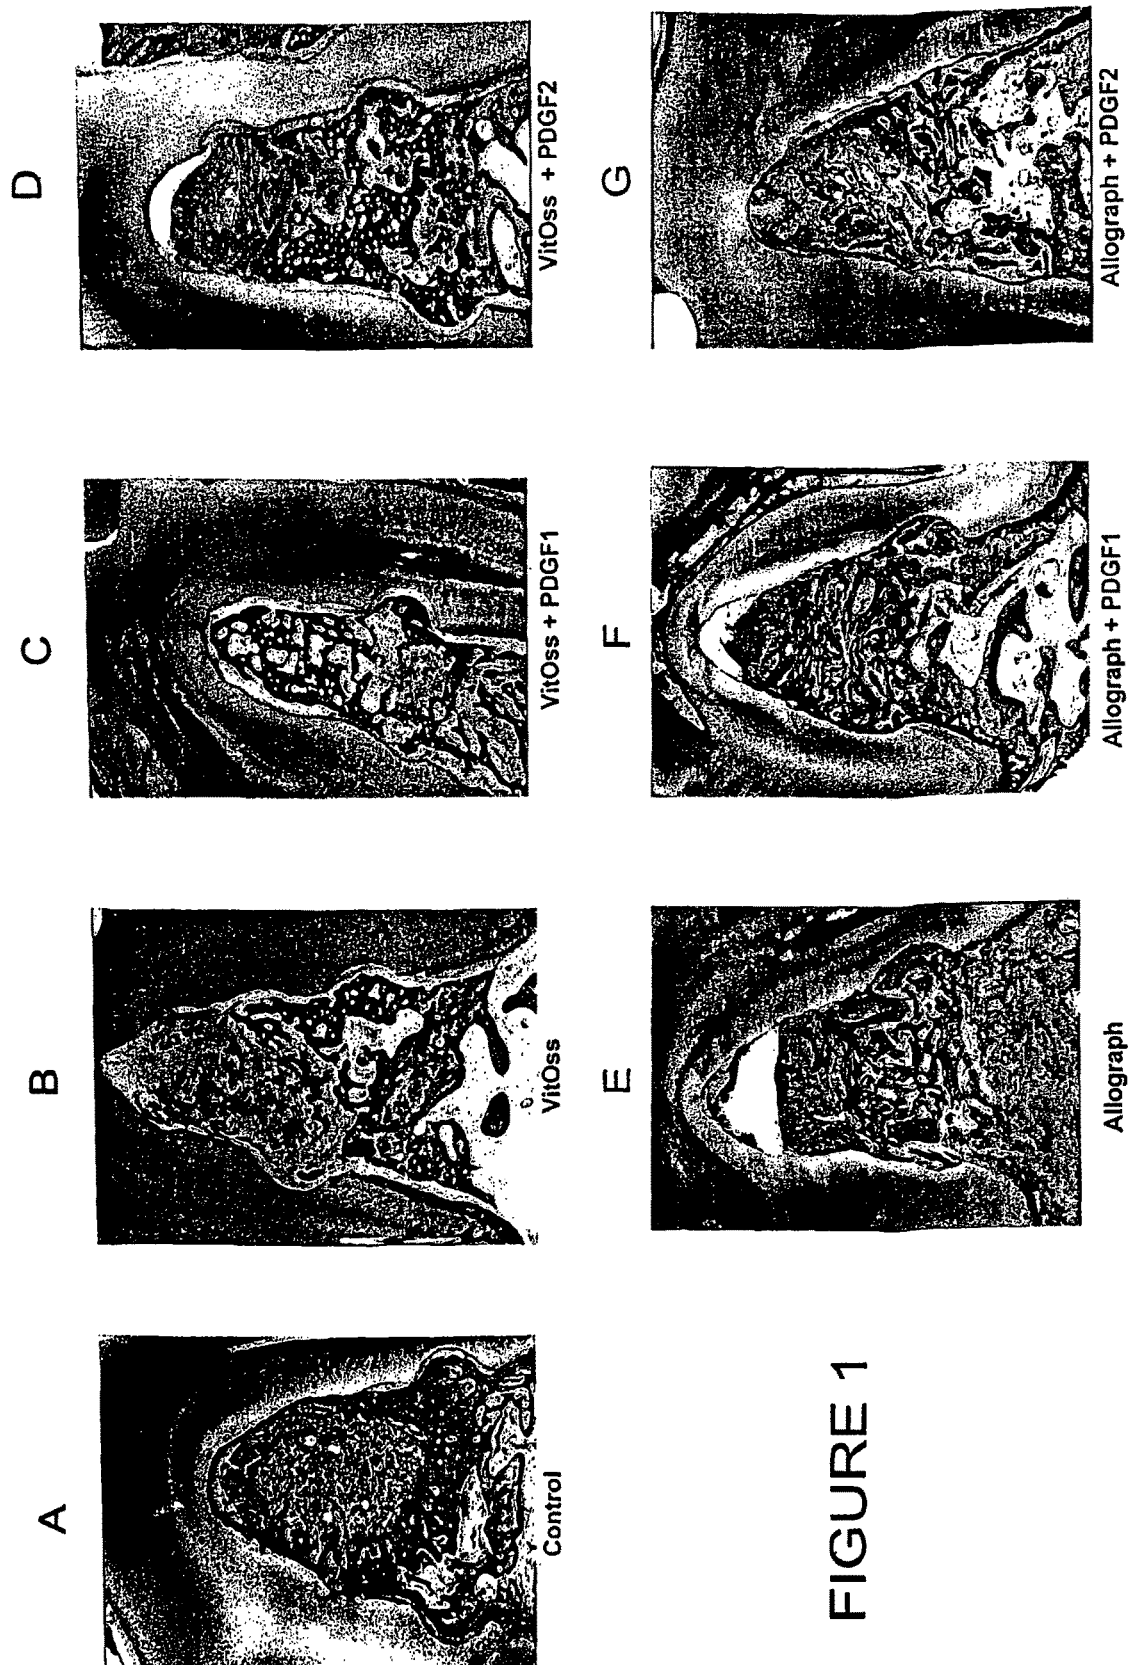 A
B
C
D
Control
VitOss
VitOss + PDGF1
VitOss + PDGF2
E
F
G
Allograph
Allograph + PDGF1
Allograph + PDGF2
FIGURE 1